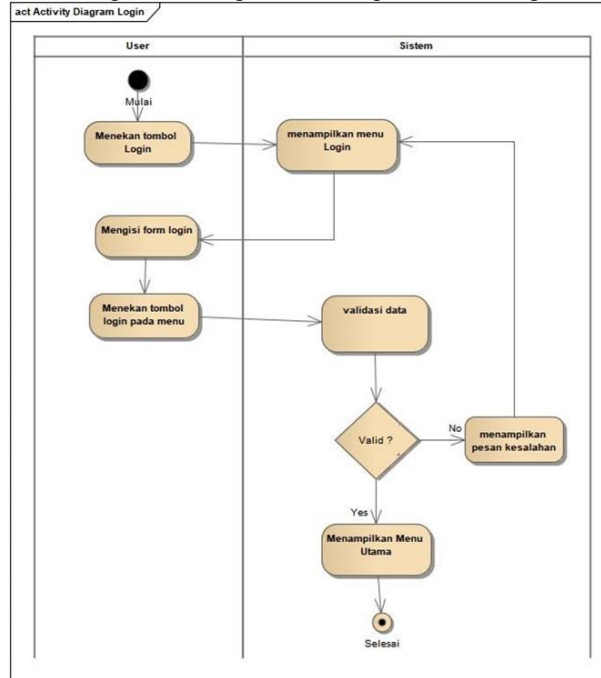 act Activity Diagram Login
User
Sistem
Mulai
Menekan tombol
Login
menampilkan menu
Login
Mengisi form login
Menekan tombol
login pada menu
validasi data
Valid ?
No
menampilkan
pesan kesalahan
Yes
Menampilkan Menu
Utama
Selesai